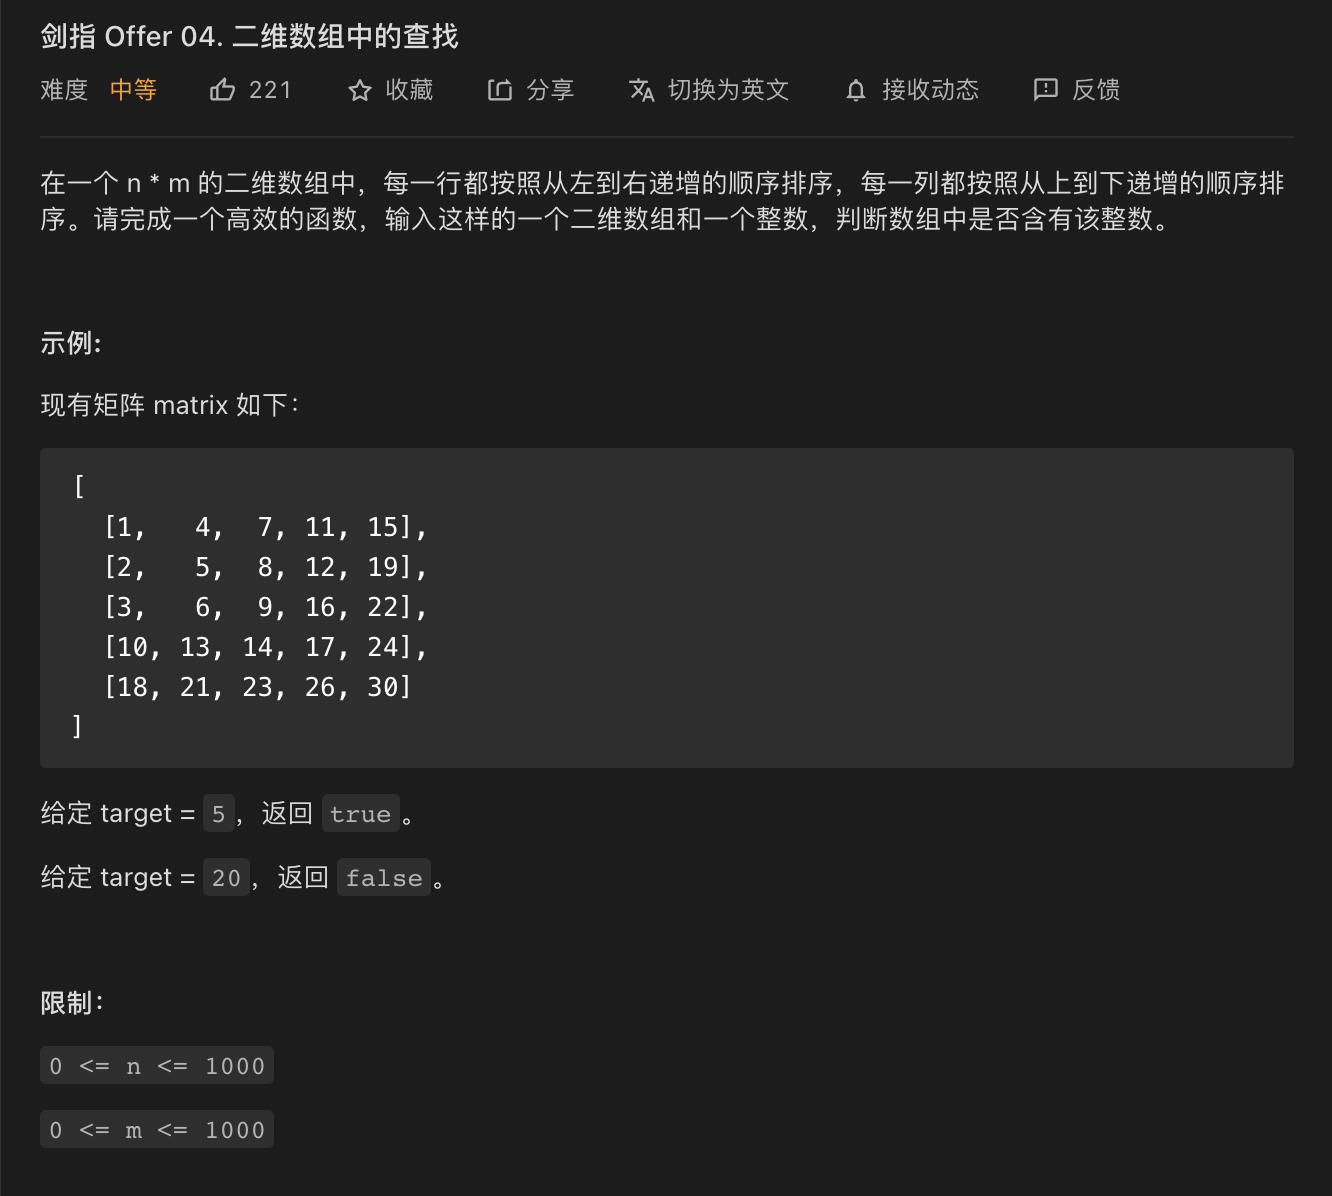 剑指 Offer 04. 二维数组中的查找
难度 中等 221 收藏 分享 切换为英文 接收动态 反馈
在一个 n * m 的二维数组中，每一行都按照从左到右递增的顺序排序，每一列都按照从上到下递增的顺序排
序。请完成一个高效的函数，输入这样的一个二维数组和一个整数，判断数组中是否含有该整数。
示例:
现有矩阵 matrix 如下：
[
[1,   4,  7, 11, 15],
[2,   5,  8, 12, 19],
[3,   6,  9, 16, 22],
[10, 13, 14, 17, 24],
[18, 21, 23, 26, 30]
]
给定 target = 5，返回 true。
给定 target = 20，返回 false。
限制：
0 <= n <= 1000
0 <= m <= 1000